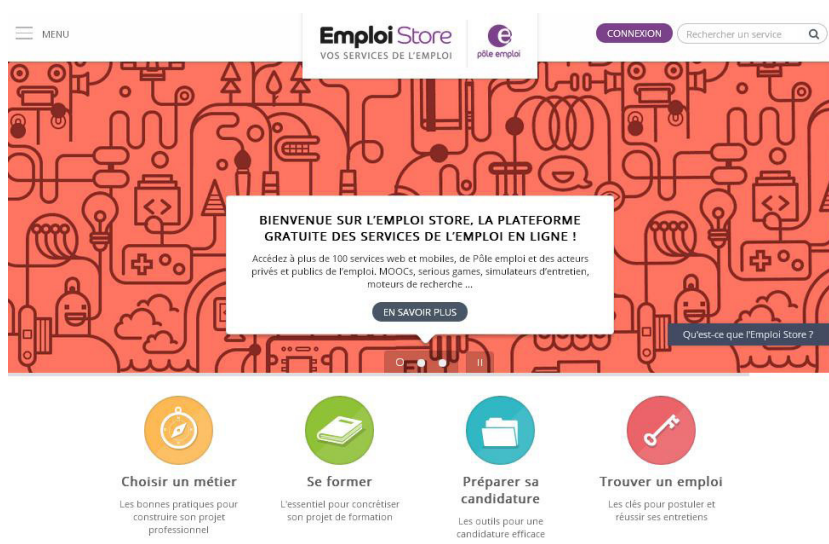 MENU
Emploi Store
VOS SERVICES DE L'EMPLOI
pôle emploi
CONNEXION
Rechercher un service
BIENVENUE SUR L'EMPLOI STORE, LA PLATEFORME
GRATUITE DES SERVICES DE L'EMPLOI EN LIGNE !
Accédez à plus de 100 services web et mobiles, de Pôle emploi et des acteurs
privés et publics de l'emploi. MOOCs, serious games, simulateurs d'entretien,
moteurs de recherche ...
EN SAVOIR PLUS
Qu'est-ce que l'Emploi Store ?
Choisir un métier
Les bonnes pratiques pour
construire son projet
professionnel
Se former
L'essentiel pour concrétiser
son projet de formation
Préparer sa
candidature
Les outils pour une
candidature efficace
Trouver un emploi
Les clés pour postuler et
réussir ses entretiens